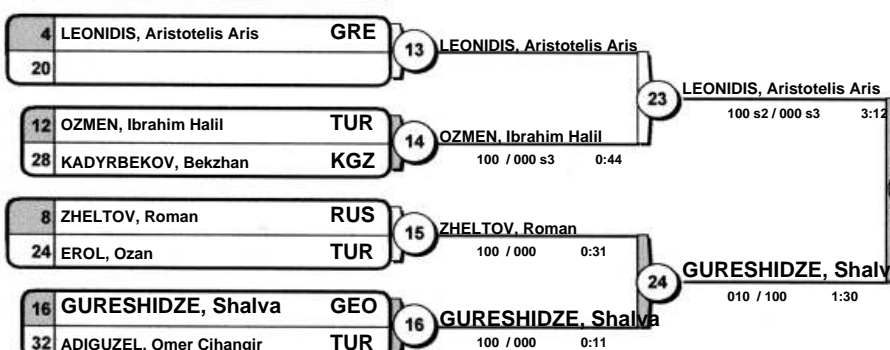 4 LEONIDIS, Aristotelis Aris GRE
20
13
LEONIDIS, Aristotelis Aris
12 OZMEN, Ibrahim Halil TUR
28 KADYRBEKOV, Bekzhan KGZ
14
OZMEN, Ibrahim Halil
100 / 000 s3 0:44
23
LEONIDIS, Aristotelis Aris
100 s2 / 000 s3 3:12
8 ZHELTOV, Roman RUS
24 EROL, Ozan TUR
15
ZHELTOV, Roman
100 / 000 0:31
16 GURESHIDZE, Shalva GEO
32 ADIGUZEL, Omer Cihangir TUR
16
GURESHIDZE, Shalva
100 / 000 0:11
24
GURESHIDZE, Shalv
010 / 100 1:30